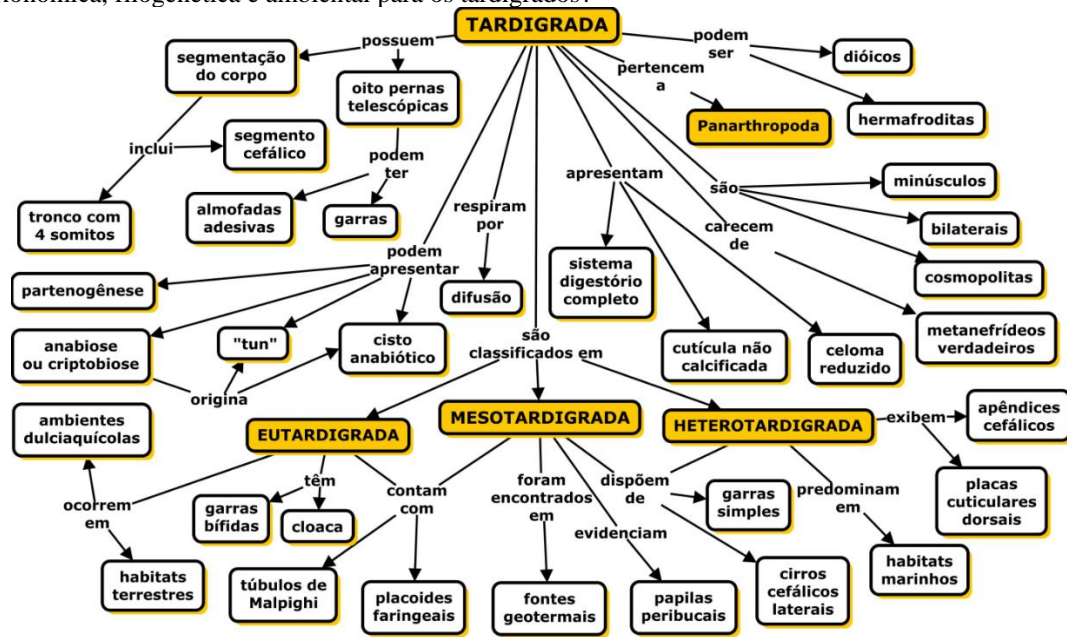 filogenética e ambiental para os tardígrados?
TARDIGRADA
possuem
segmentação
do corpo
oito pernas
telescópicas
inclui
segmento
cefálico
tronco com
4 somitos
podem
ter
almofadas
adesivas
garras
podem
ser
dióicos
hermafroditas
pertencem
a
Panarthropoda
são
minúsculos
bilaterais
cosmopolitas
carecem
de
metanefrídeos
verdadeiros
apresentam
sistema
digestório
completo
cutícula não
calcificada
celoma
reduzido
respiram
por
difusão
podem
apresentar
partenogênese
anabiose
ou criptobiose
"tun"
cisto
anabiótico
origina
são
classificados em
EUTARDIGRADA
MESOTARDIGRADA
HETEROTARDIGRADA
ocorrem
em
ambientes
dulciaquícolas
habitats
terrestres
têm
garras
bífidas
cloaca
contam
com
túbulos de
Malpighi
placoides
faringeais
foram
encontrados
em
fontes
geotermais
evidenciam
papilas
peribucais
dispõem
de
garras
simples
cirros
cefálicos
laterais
predominam
em
habitats
marinhos
exibem
apêndices
cefálicos
placas
cuticulares
dorsais